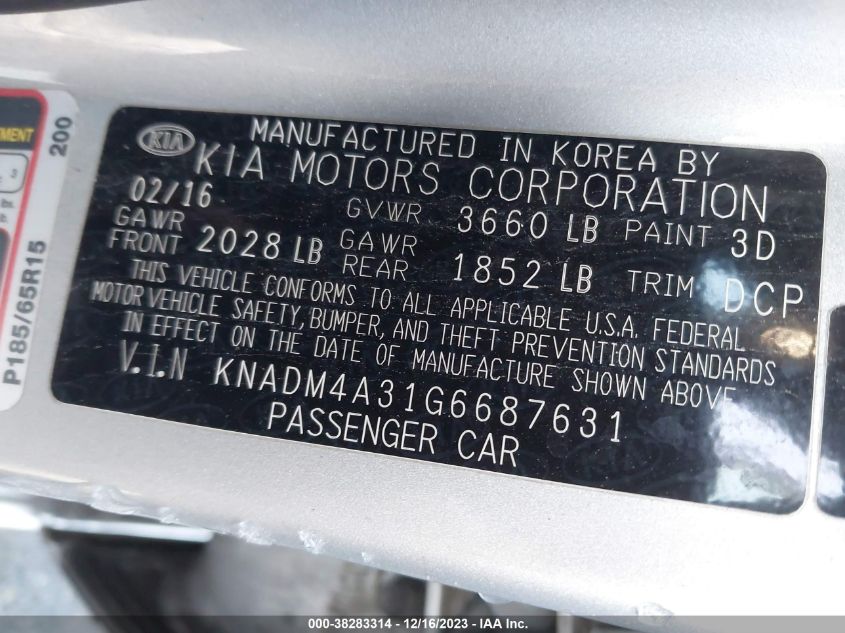 MENT
3
200
P185/65R15
KIA
MANUFACTURED IN KOREA BY
KIA MOTORS CORPORATION
02/16 GVWR 3660 LB PAINT 3D
GAWR FRONT 2028 LB GAWR REAR 1852 LB TRIM DCP
THIS VEHICLE CONFORMS TO ALL APPLICABLE U.S.A. FEDERAL
MOTOR VEHICLE SAFETY, BUMPER, AND THEFT PREVENTION STANDARDS
IN EFFECT ON THE DATE OF MANUFACTURE SHOWN ABOVE
V.I.N KNADM4A31G6687631
PASSENGER CAR
000-38283314 - 12/16/2023 - IAA Inc.